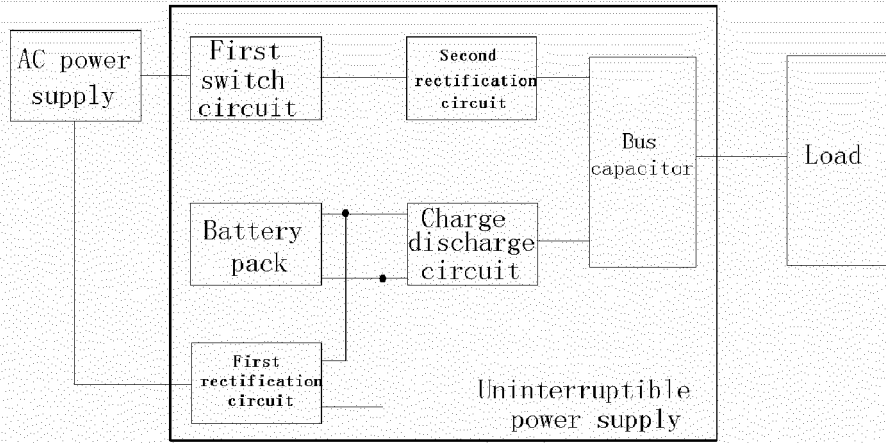 AC power
supply
First
switch
circuit
Second
rectification
circuit
Bus
capacitor
Load
Battery
pack
Charge
discharge
circuit
First
rectification
circuit
Uninterruptible
power supply